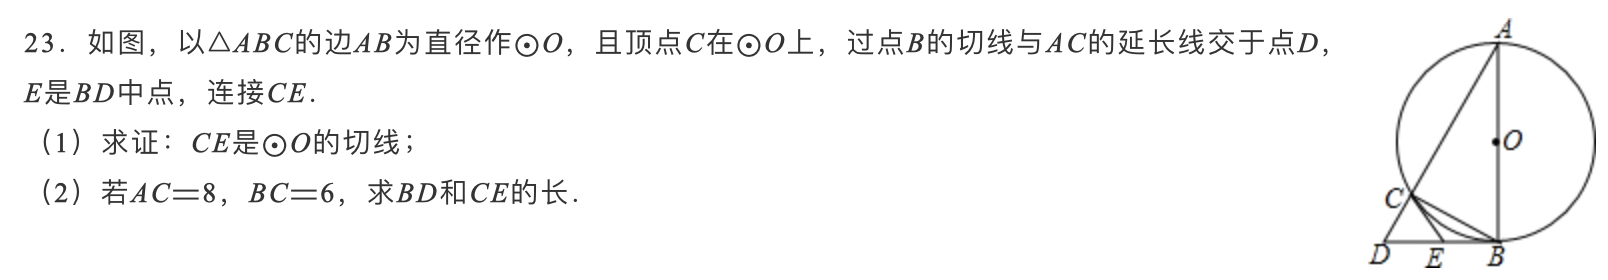 23．如图，以△ABC的边AB为直径作⊙O，且顶点C在⊙O上，过点B的切线与AC的延长线交于点D，
E是BD中点，连接CE．
（1）求证：CE是⊙O的切线；
（2）若AC＝8，BC＝6，求BD和CE的长．
A
O
C
D
E
B